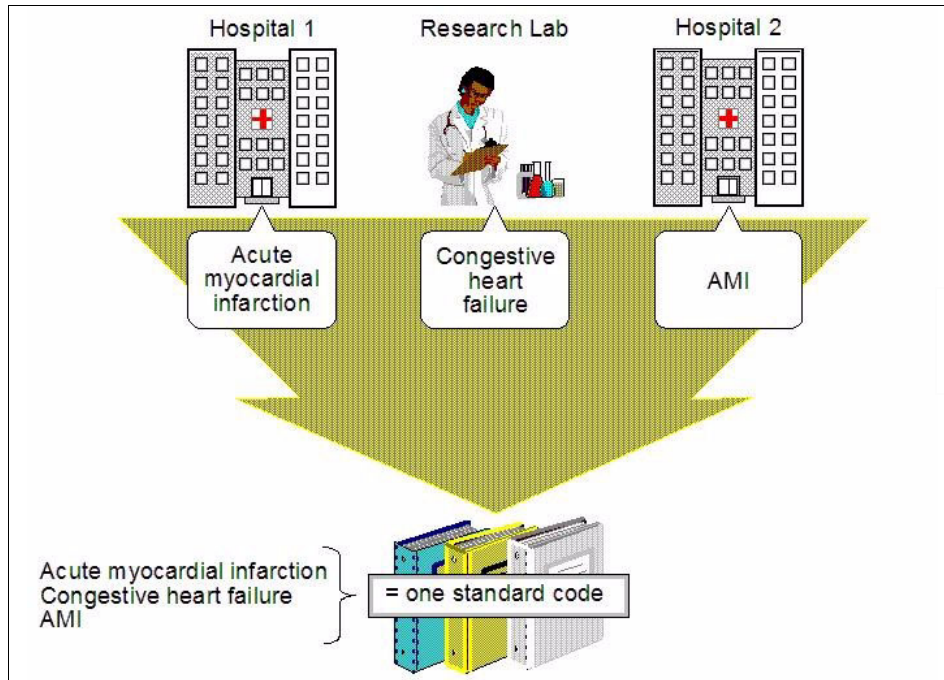 Hospital 1
Research Lab
Hospital 2
Acute
myocardial
infarction
Congestive
heart
failure
AMI
Acute myocardial infarction
Congestive heart failure
AMI
= one standard code